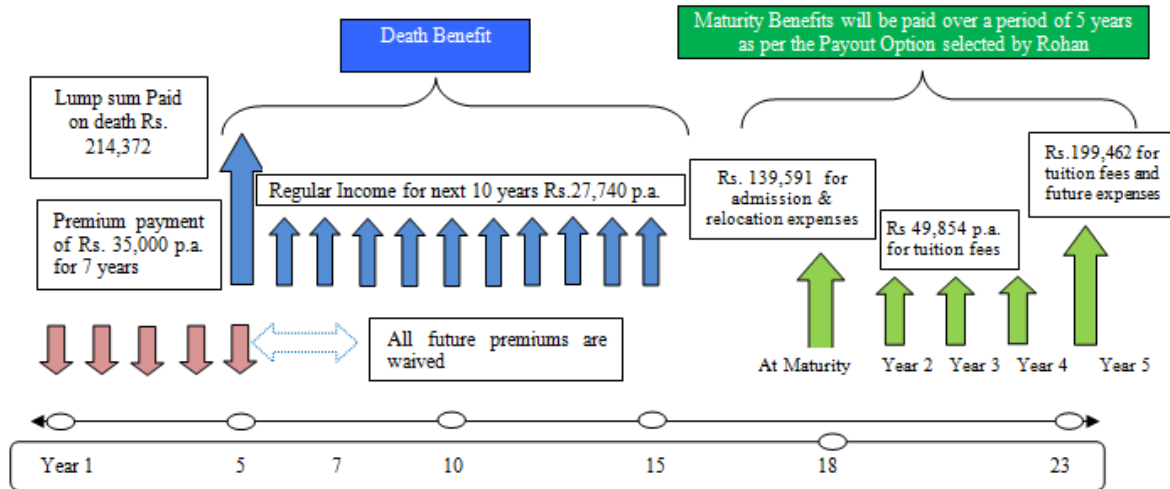 Death Benefit
Maturity Benefits will be paid over a period of 5 years
as per the Payout Option selected by Rohan
Lump sum Paid
on death Rs.
214,372
Premium payment
of Rs. 35,000 p.a.
for 7 years
Regular Income for next 10 years Rs.27,740 p.a.
Rs. 139,591 for
admission &
relocation expenses
Rs 49,854 p.a.
for tuition fees
Rs.199,462 for
tuition fees and
future expenses
All future premiums are
waived
At Maturity Year 2 Year 3 Year 4 Year 5
Year 1 5 7 10 15 18 23